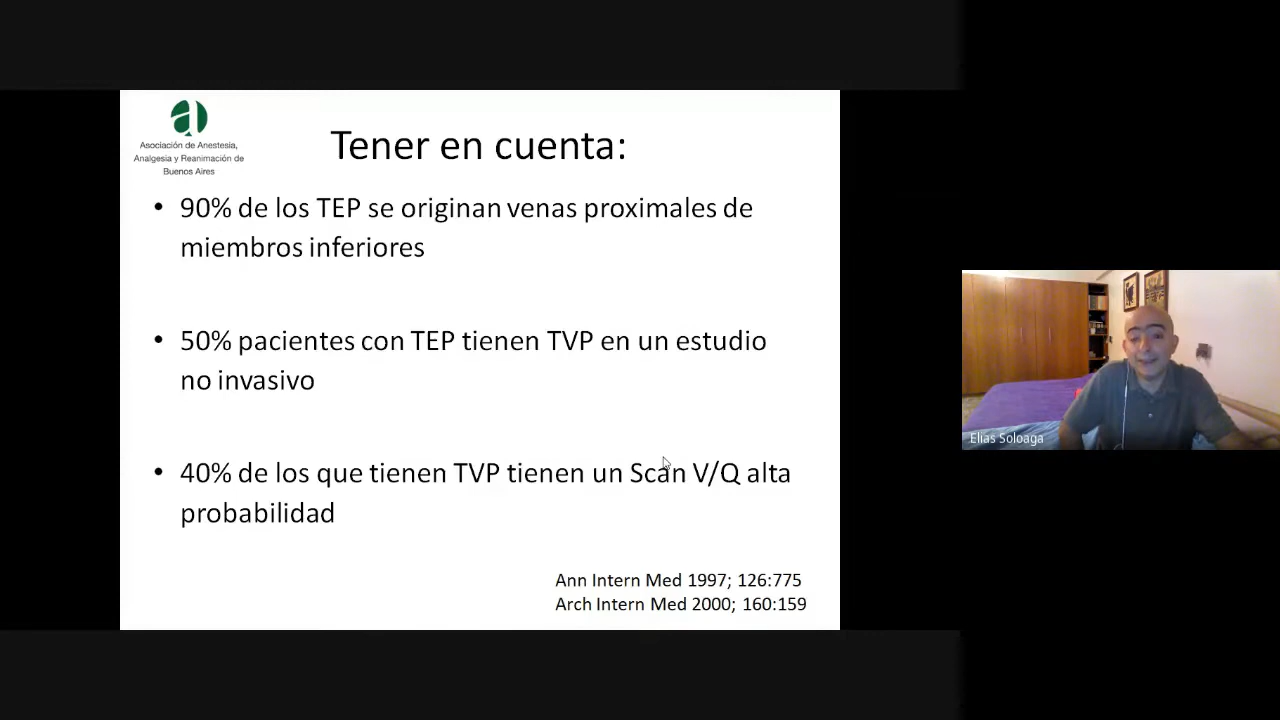 Asociación de Anestesia,
Analgesia y Reanimación de
Buenos Aires
Tener en cuenta:
• 90% de los TEP se originan venas proximales de
miembros inferiores
• 50% pacientes con TEP tienen TVP en un estudio
no invasivo
• 40% de los que tienen TVP tienen un Scan V/Q alta
probabilidad
Ann Intern Med 1997; 126:775
Arch Intern Med 2000; 160:159
Elias Soloaga